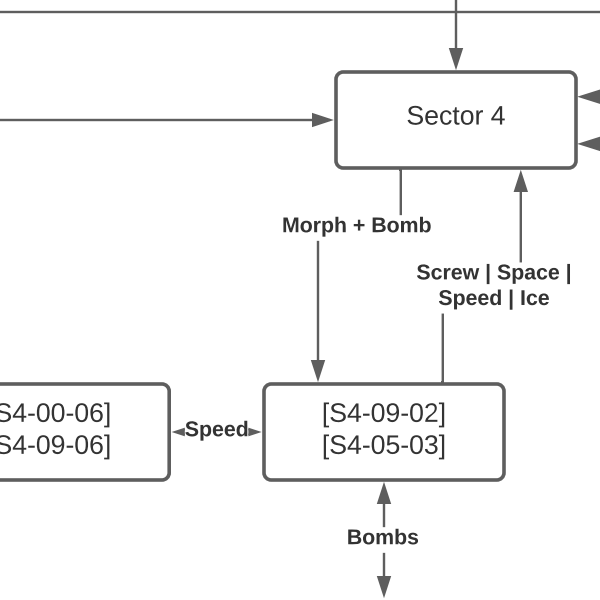 Sector 4
Morph + Bomb
Screw | Space |
Speed | Ice
S4-00-06]
S4-09-06]
Speed
[S4-09-02]
[S4-05-03]
Bombs